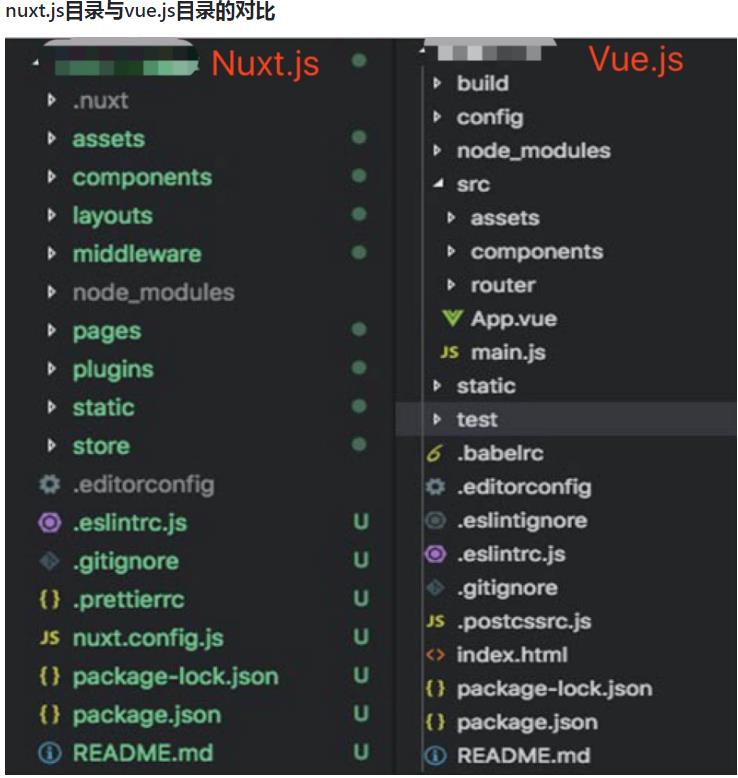 nuxt.js目录与vue.js目录的对比
Nuxt.js
.nuxt
assets
components
layouts
middleware
node_modules
pages
plugins
static
store
.editorconfig
.eslintrc.js U
.gitignore U
.prettierrc U
JS nuxt.config.js U
package-lock.json U
package.json U
README.md U
Vue.js
build
config
node_modules
src
assets
components
router
App.vue
JS main.js
static
test
.babelrc
.editorconfig
.eslintignore
.eslintrc.js
.gitignore
JS .postcssrc.js
index.html
package-lock.json
package.json
README.md